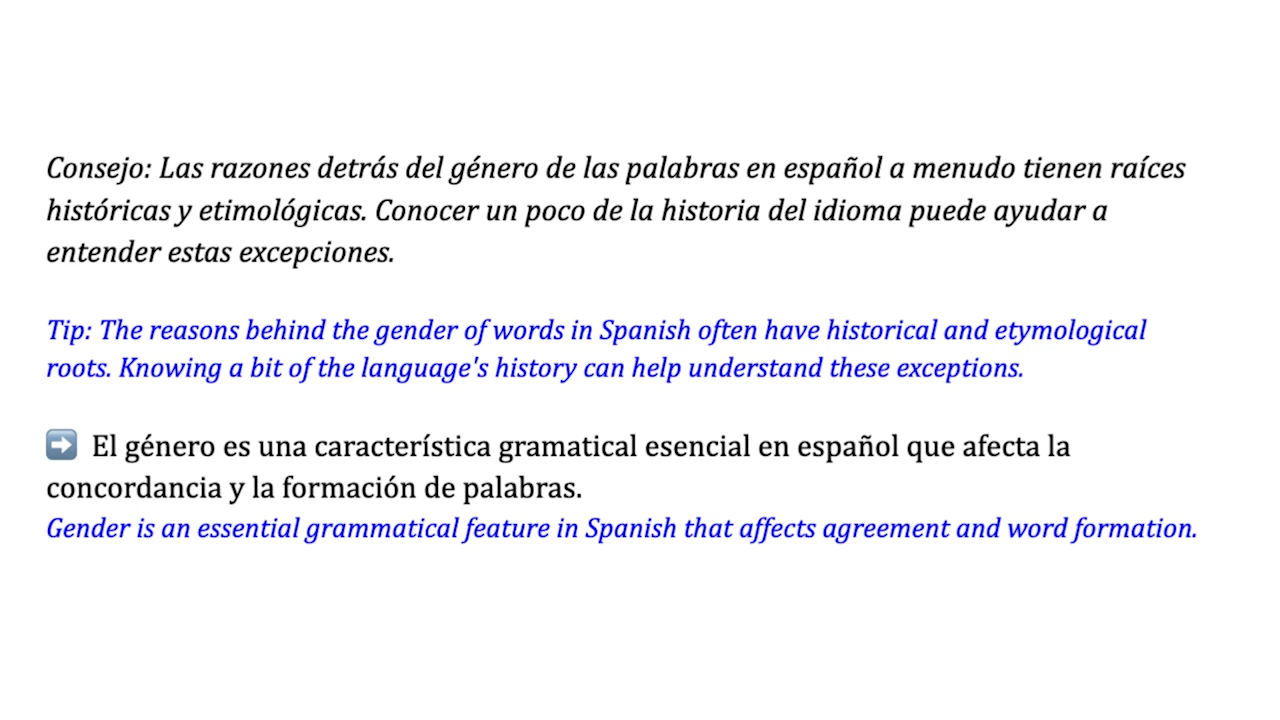 Consejo: Las razones detrás del género de las palabras en español a menudo tienen raíces
históricas y etimológicas. Conocer un poco de la historia del idioma puede ayudar a
entender estas excepciones.
Tip: The reasons behind the gender of words in Spanish often have historical and etymological
roots. Knowing a bit of the language's history can help understand these exceptions.
➡️ El género es una característica gramatical esencial en español que afecta la
concordancia y la formación de palabras.
Gender is an essential grammatical feature in Spanish that affects agreement and word formation.